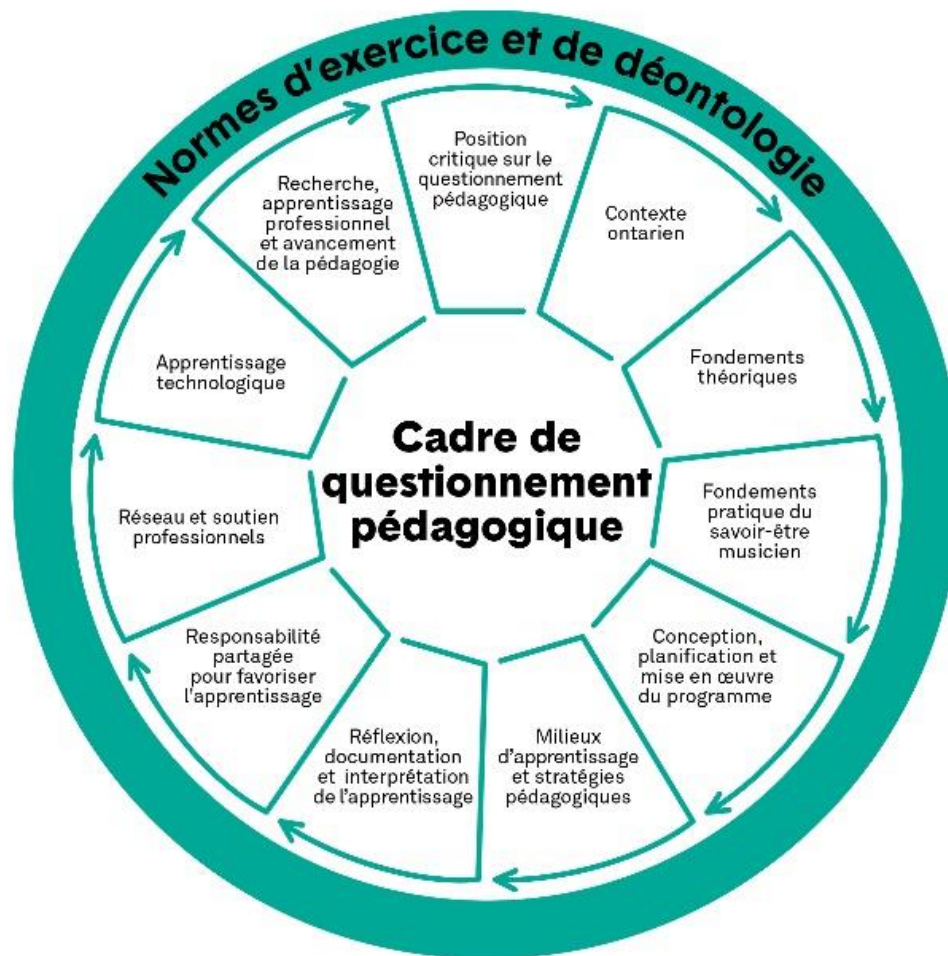 Normes d'exercice et de déontologie
Position
critique sur le
questionnement
pédagogique
Contexte
ontarien
Fondements
théoriques
Fondements
pratique du
savoir-être
musicien
Conception,
planification et
mise en œuvre
du programme
Milieux
d'apprentissage
et stratégies
pédagogiques
Réflexion,
documentation
et interprétation
de l'apprentissage
Responsabilité
partagée
pour favoriser
l'apprentissage
Réseau et soutien
professionnels
Apprentissage
technologique
Recherche,
apprentissage
professionnel
et avancement
de la pédagogie
Cadre de
questionnement
pédagogique